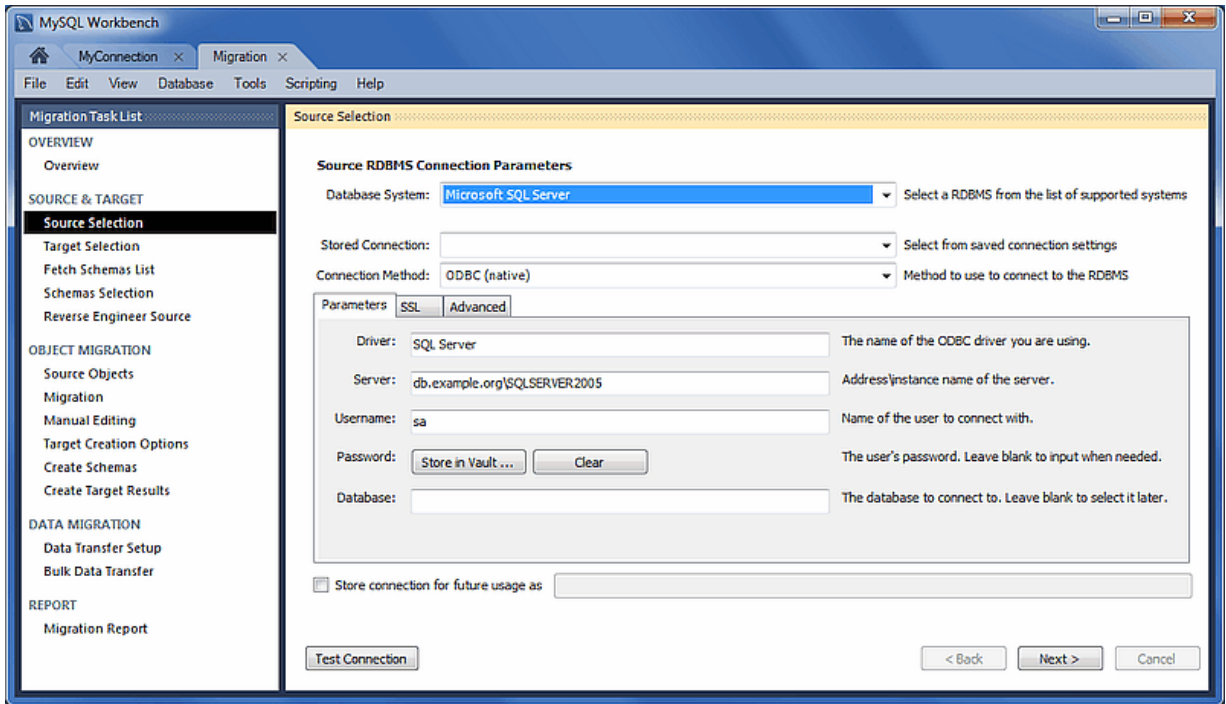 MySQL Workbench
MyConnection
Migration
File Edit View Database Tools Scripting Help
Migration Task List
OVERVIEW
Overview
SOURCE & TARGET
Source Selection
Target Selection
Fetch Schemas List
Schemas Selection
Reverse Engineer Source
OBJECT MIGRATION
Source Objects
Migration
Manual Editing
Target Creation Options
Create Schemas
Create Target Results
DATA MIGRATION
Data Transfer Setup
Bulk Data Transfer
REPORT
Migration Report
Source Selection
Source RDBMS Connection Parameters
Database System: Microsoft SQL Server Select a RDBMS from the list of supported systems
Stored Connection: Select from saved connection settings
Connection Method: ODBC (native) Method to use to connect to the RDBMS
Parameters SSL Advanced
Driver: SQL Server The name of the ODBC driver you are using.
Server: db.example.org\SQLSERVER2005 Address\instance name of the server.
Username: sa Name of the user to connect with.
Password: Store in Vault ... Clear The user's password. Leave blank to input when needed.
Database: The database to connect to. Leave blank to select it later.
Store connection for future usage as
Test Connection < Back Next > Cancel